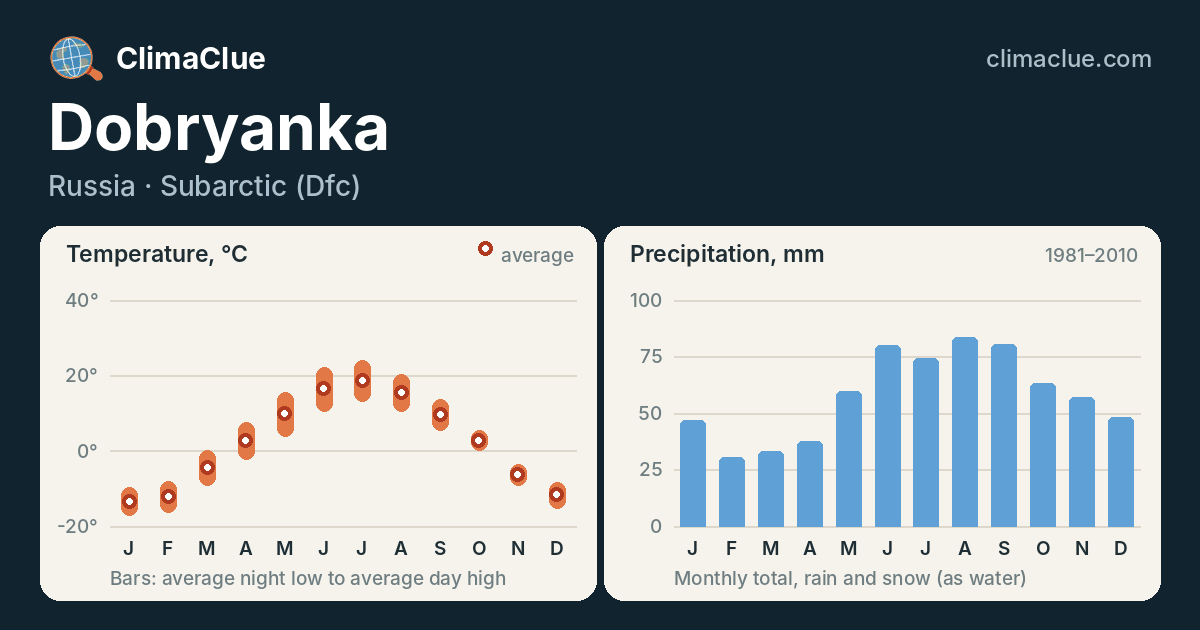 ClimaClue
climaclue.com
Dobryanka
Russia · Subarctic (Dfc)
Temperature, °C
average
40°
20°
0°
-20°
J F M A M J J A S O N D
Bars: average night low to average day high
Precipitation, mm
1981–2010
100
75
50
25
0
J F M A M J J A S O N D
Monthly total, rain and snow (as water)